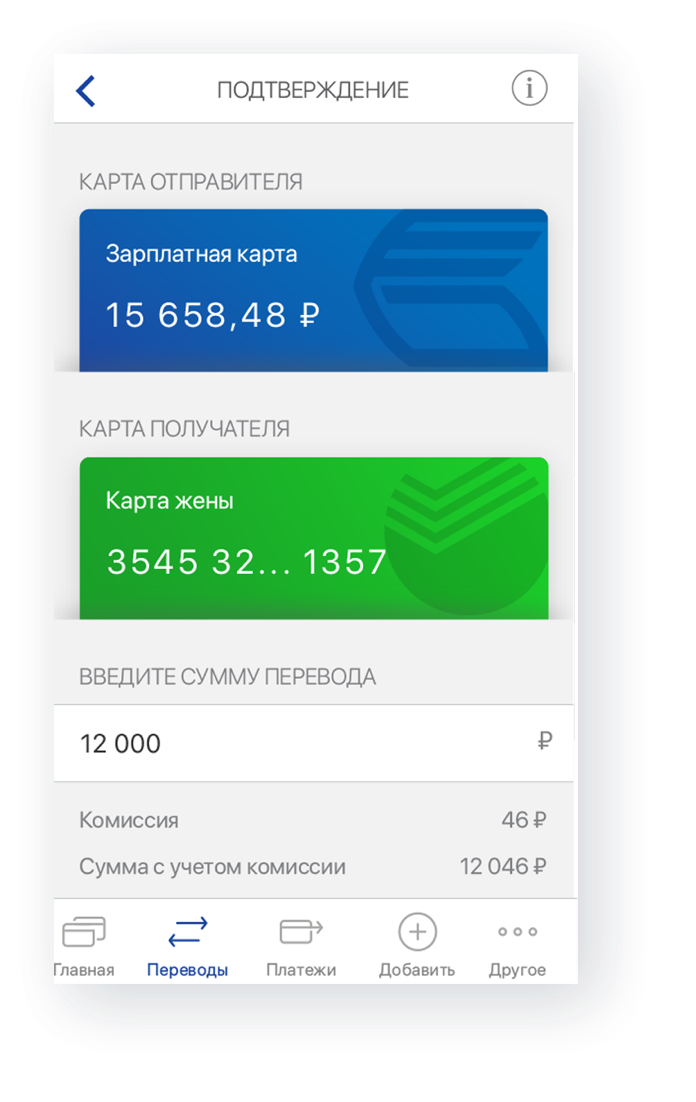 ПОДТВЕРЖДЕНИЕ
i
КАРТА ОТПРАВИТЕЛЯ
Зарплатная карта
15 658,48 ₽
КАРТА ПОЛУЧАТЕЛЯ
Карта жены
3545 32... 1357
ВВЕДИТЕ СУММУ ПЕРЕВОДА
12 000 ₽
Комиссия 46 ₽
Сумма с учетом комиссии 12 046 ₽
Главная Переводы Платежи Добавить Другое